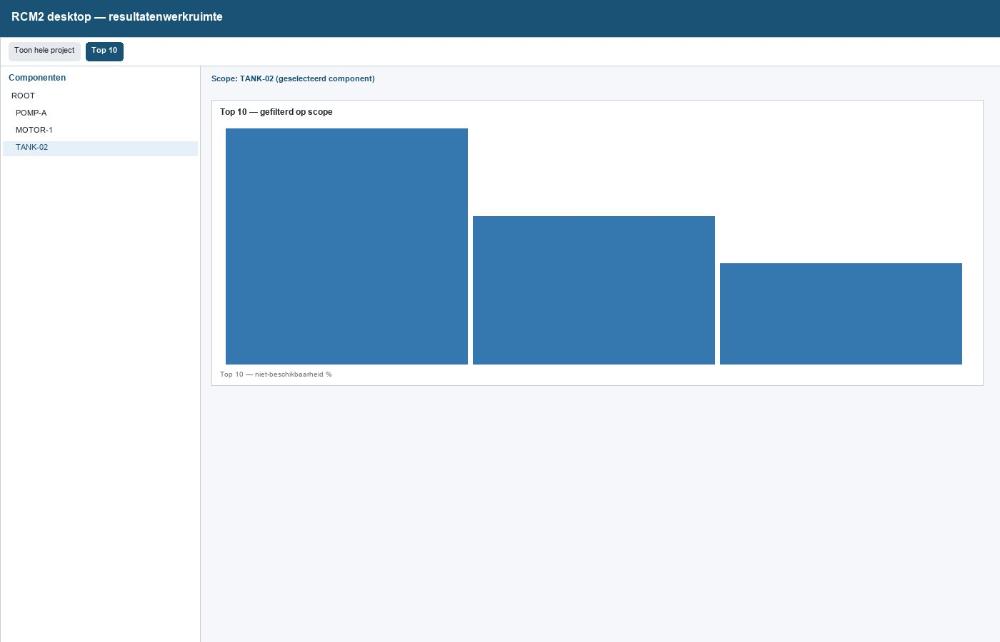 RCM2 desktop — resultatenwerkruimte
Toon hele project
Top 10
Componenten
ROOT
POMP-A
MOTOR-1
TANK-02
Scope: TANK-02 (geselecteerd component)
Top 10 — gefilterd op scope
Top 10 — niet-beschikbaarheid %